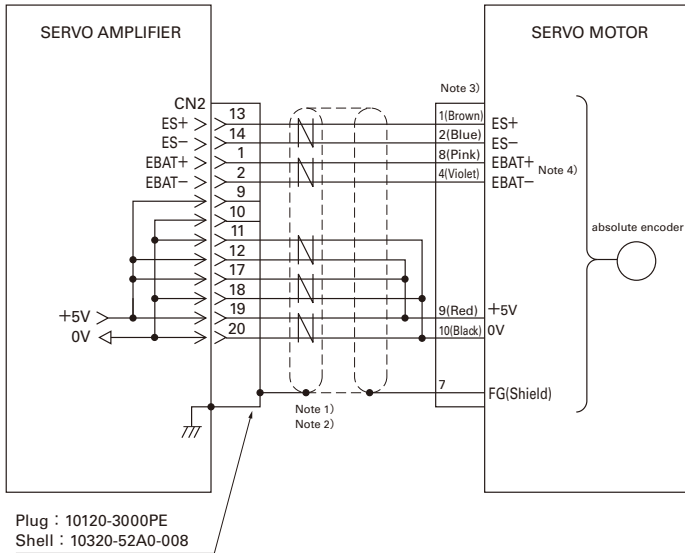 SERVO AMPLIFIER
SERVO MOTOR
CN2
Note 3)
ES+ 13 1(Brown) ES+
ES− 14 2(Blue) ES−
EBAT+ 1 8(Pink) EBAT+ Note 4)
EBAT− 2 4(Violet) EBAT−
9
10
11
12
17
18
absolute encoder
+5V 19 9(Red) +5V
0V 20 10(Black) 0V
7 FG(Shield)
Note 1)
Note 2)
Plug : 10120-3000PE
Shell : 10320-52A0-008